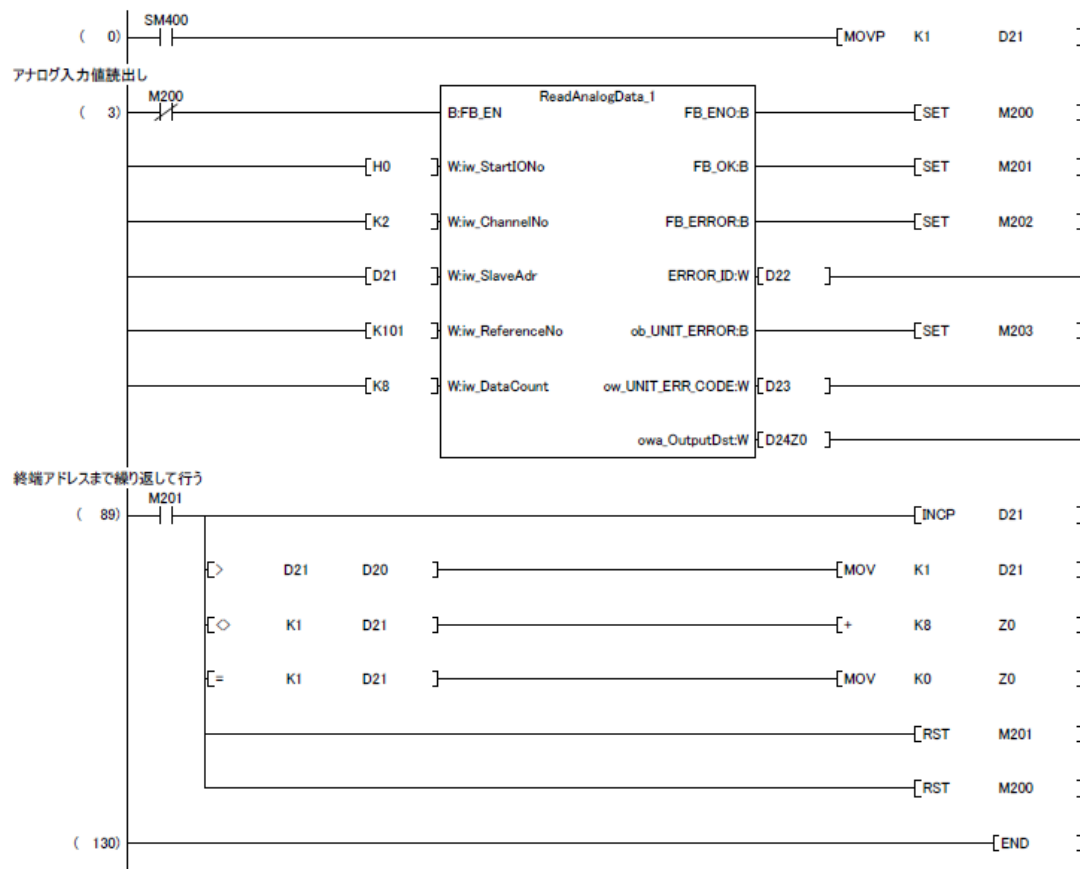 SM400
( 0) [MOVP K1 D21 ]
アナログ入力値読出し
M200
ReadAnalogData_1
( 3) B:FB_EN FB_ENO:B [SET M200 ]
[H0 ] W:iw_StartIONo FB_OK:B [SET M201 ]
[K2 ] W:iw_ChannelNo FB_ERROR:B [SET M202 ]
[D21 ] W:iw_SlaveAdr ERROR_ID:W [D22 ]
[K101 ] W:iw_ReferenceNo ob_UNIT_ERROR:B [SET M203 ]
[K8 ] W:iw_DataCount ow_UNIT_ERR_CODE:W [D23 ]
owa_OutputDst:W [D24Z0 ]
終端アドレスまで繰り返して行う
M201
( 89) [INCP D21 ]
[> D21 D20 ] [MOV K1 D21 ]
[<> K1 D21 ] [+ K8 Z0 ]
[= K1 D21 ] [MOV K0 Z0 ]
[RST M201 ]
[RST M200 ]
( 130) [END ]